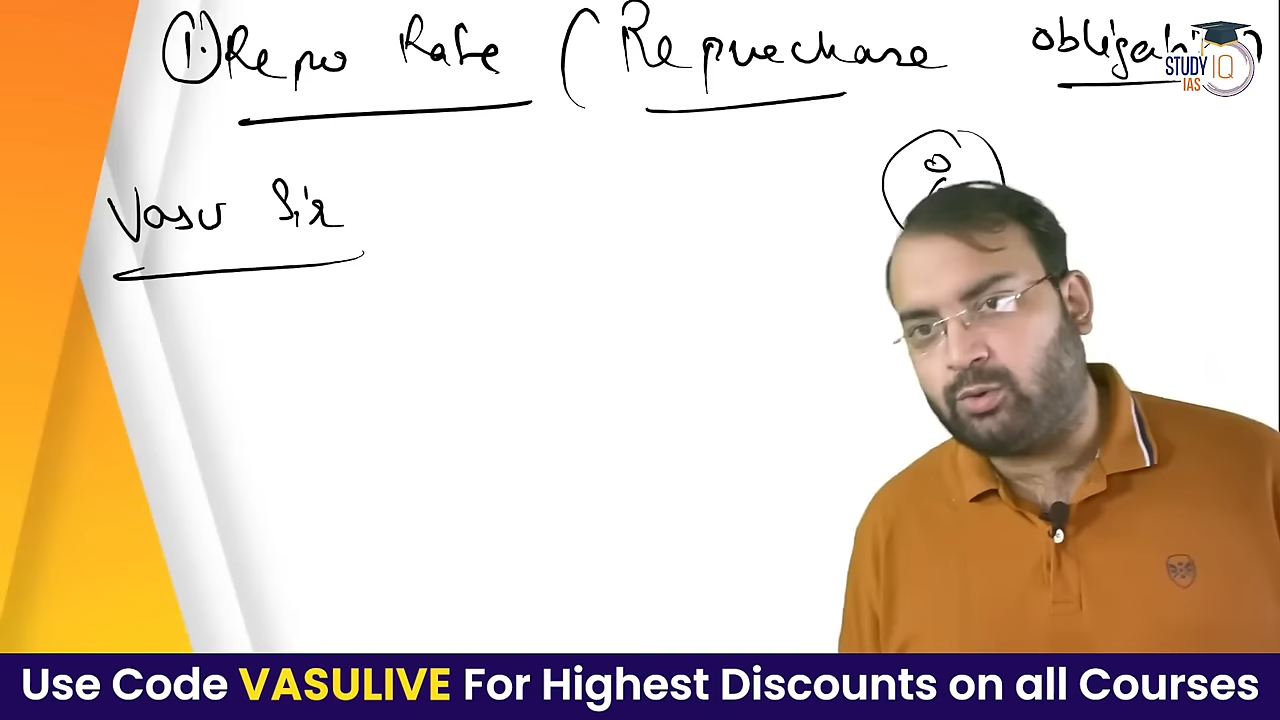 1. Repo Rate ( Repurchase obligation
STUDY IQ
IAS
Vasu Sir
Use Code VASULIVE For Highest Discounts on all Courses